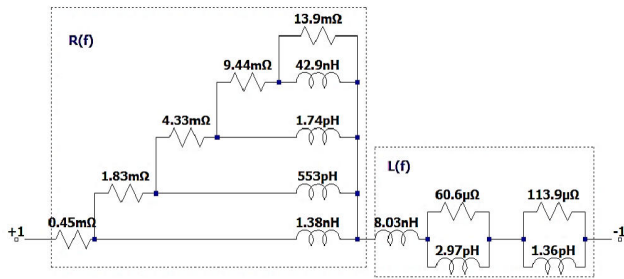 13.9mΩ
R(f)
9.44mΩ
42.9nH
4.33mΩ
1.74pH
1.83mΩ
553pH
L(f)
60.6μΩ
113.9μΩ
+1
0.45mΩ
1.38nH
8.03nH
-1
2.97pH
1.36pH